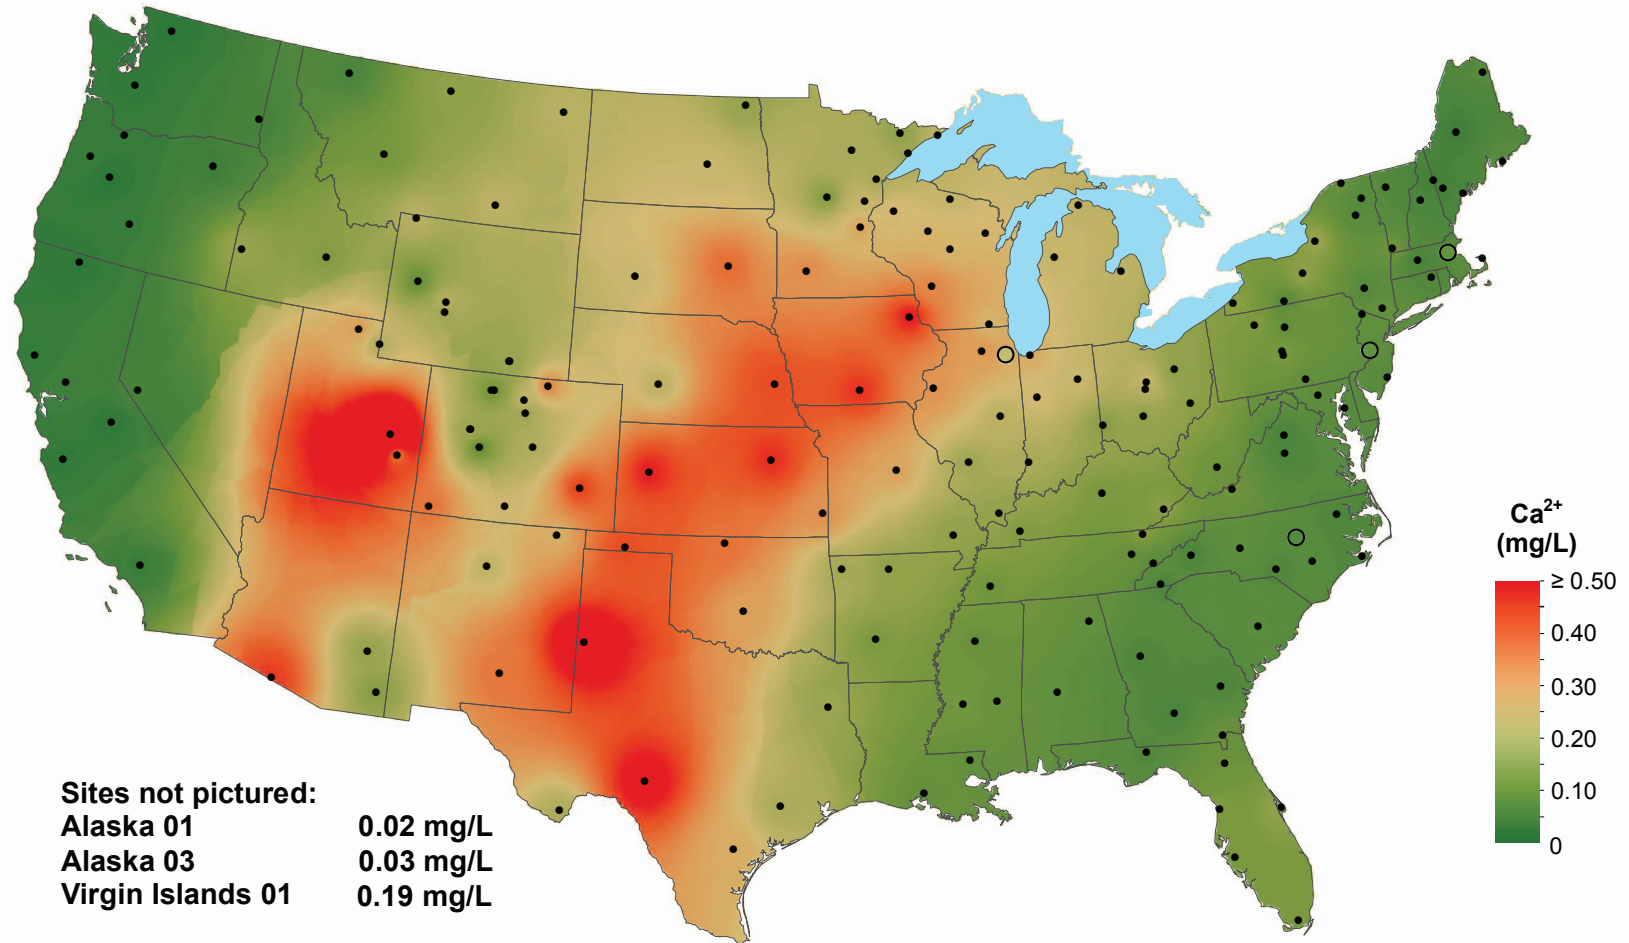 Ca²⁺
(mg/L)
≥ 0.50
0.40
0.30
0.20
0.10
0
Sites not pictured:
Alaska 01 0.02 mg/L
Alaska 03 0.03 mg/L
Virgin Islands 01 0.19 mg/L